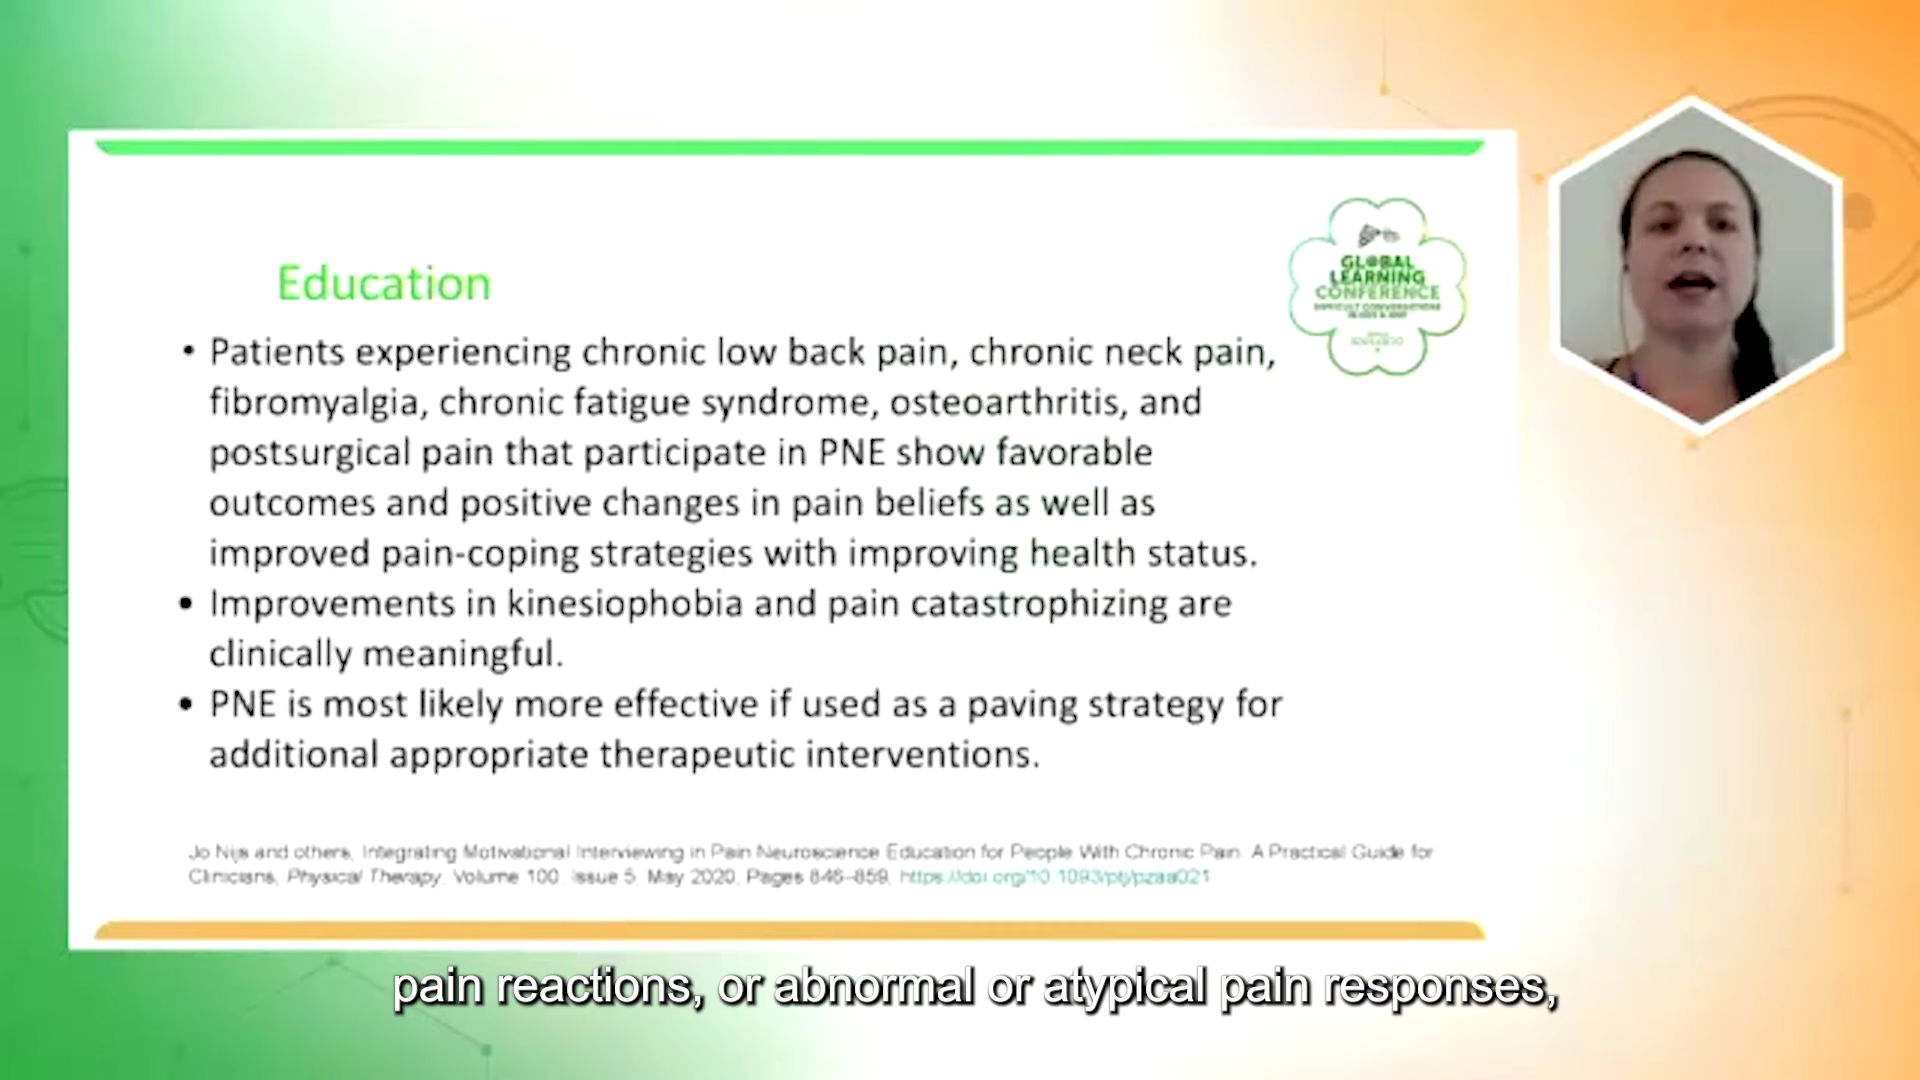 Education
• Patients experiencing chronic low back pain, chronic neck pain,
fibromyalgia, chronic fatigue syndrome, osteoarthritis, and
postsurgical pain that participate in PNE show favorable
outcomes and positive changes in pain beliefs as well as
improved pain-coping strategies with improving health status.
• Improvements in kinesiophobia and pain catastrophizing are
clinically meaningful.
• PNE is most likely more effective if used as a paving strategy for
additional appropriate therapeutic interventions.
GLOBAL
LEARNING
CONFERENCE
Jo Nijs and others, Integrating Motivational Interviewing in Pain Neuroscience Education for People With Chronic Pain: A Practical Guide for
Clinicians, Physical Therapy, Volume 100, Issue 5, May 2020, Pages 846–859, https://doi.org/10.1093/ptj/pzaa021
pain reactions, or abnormal or atypical pain responses,